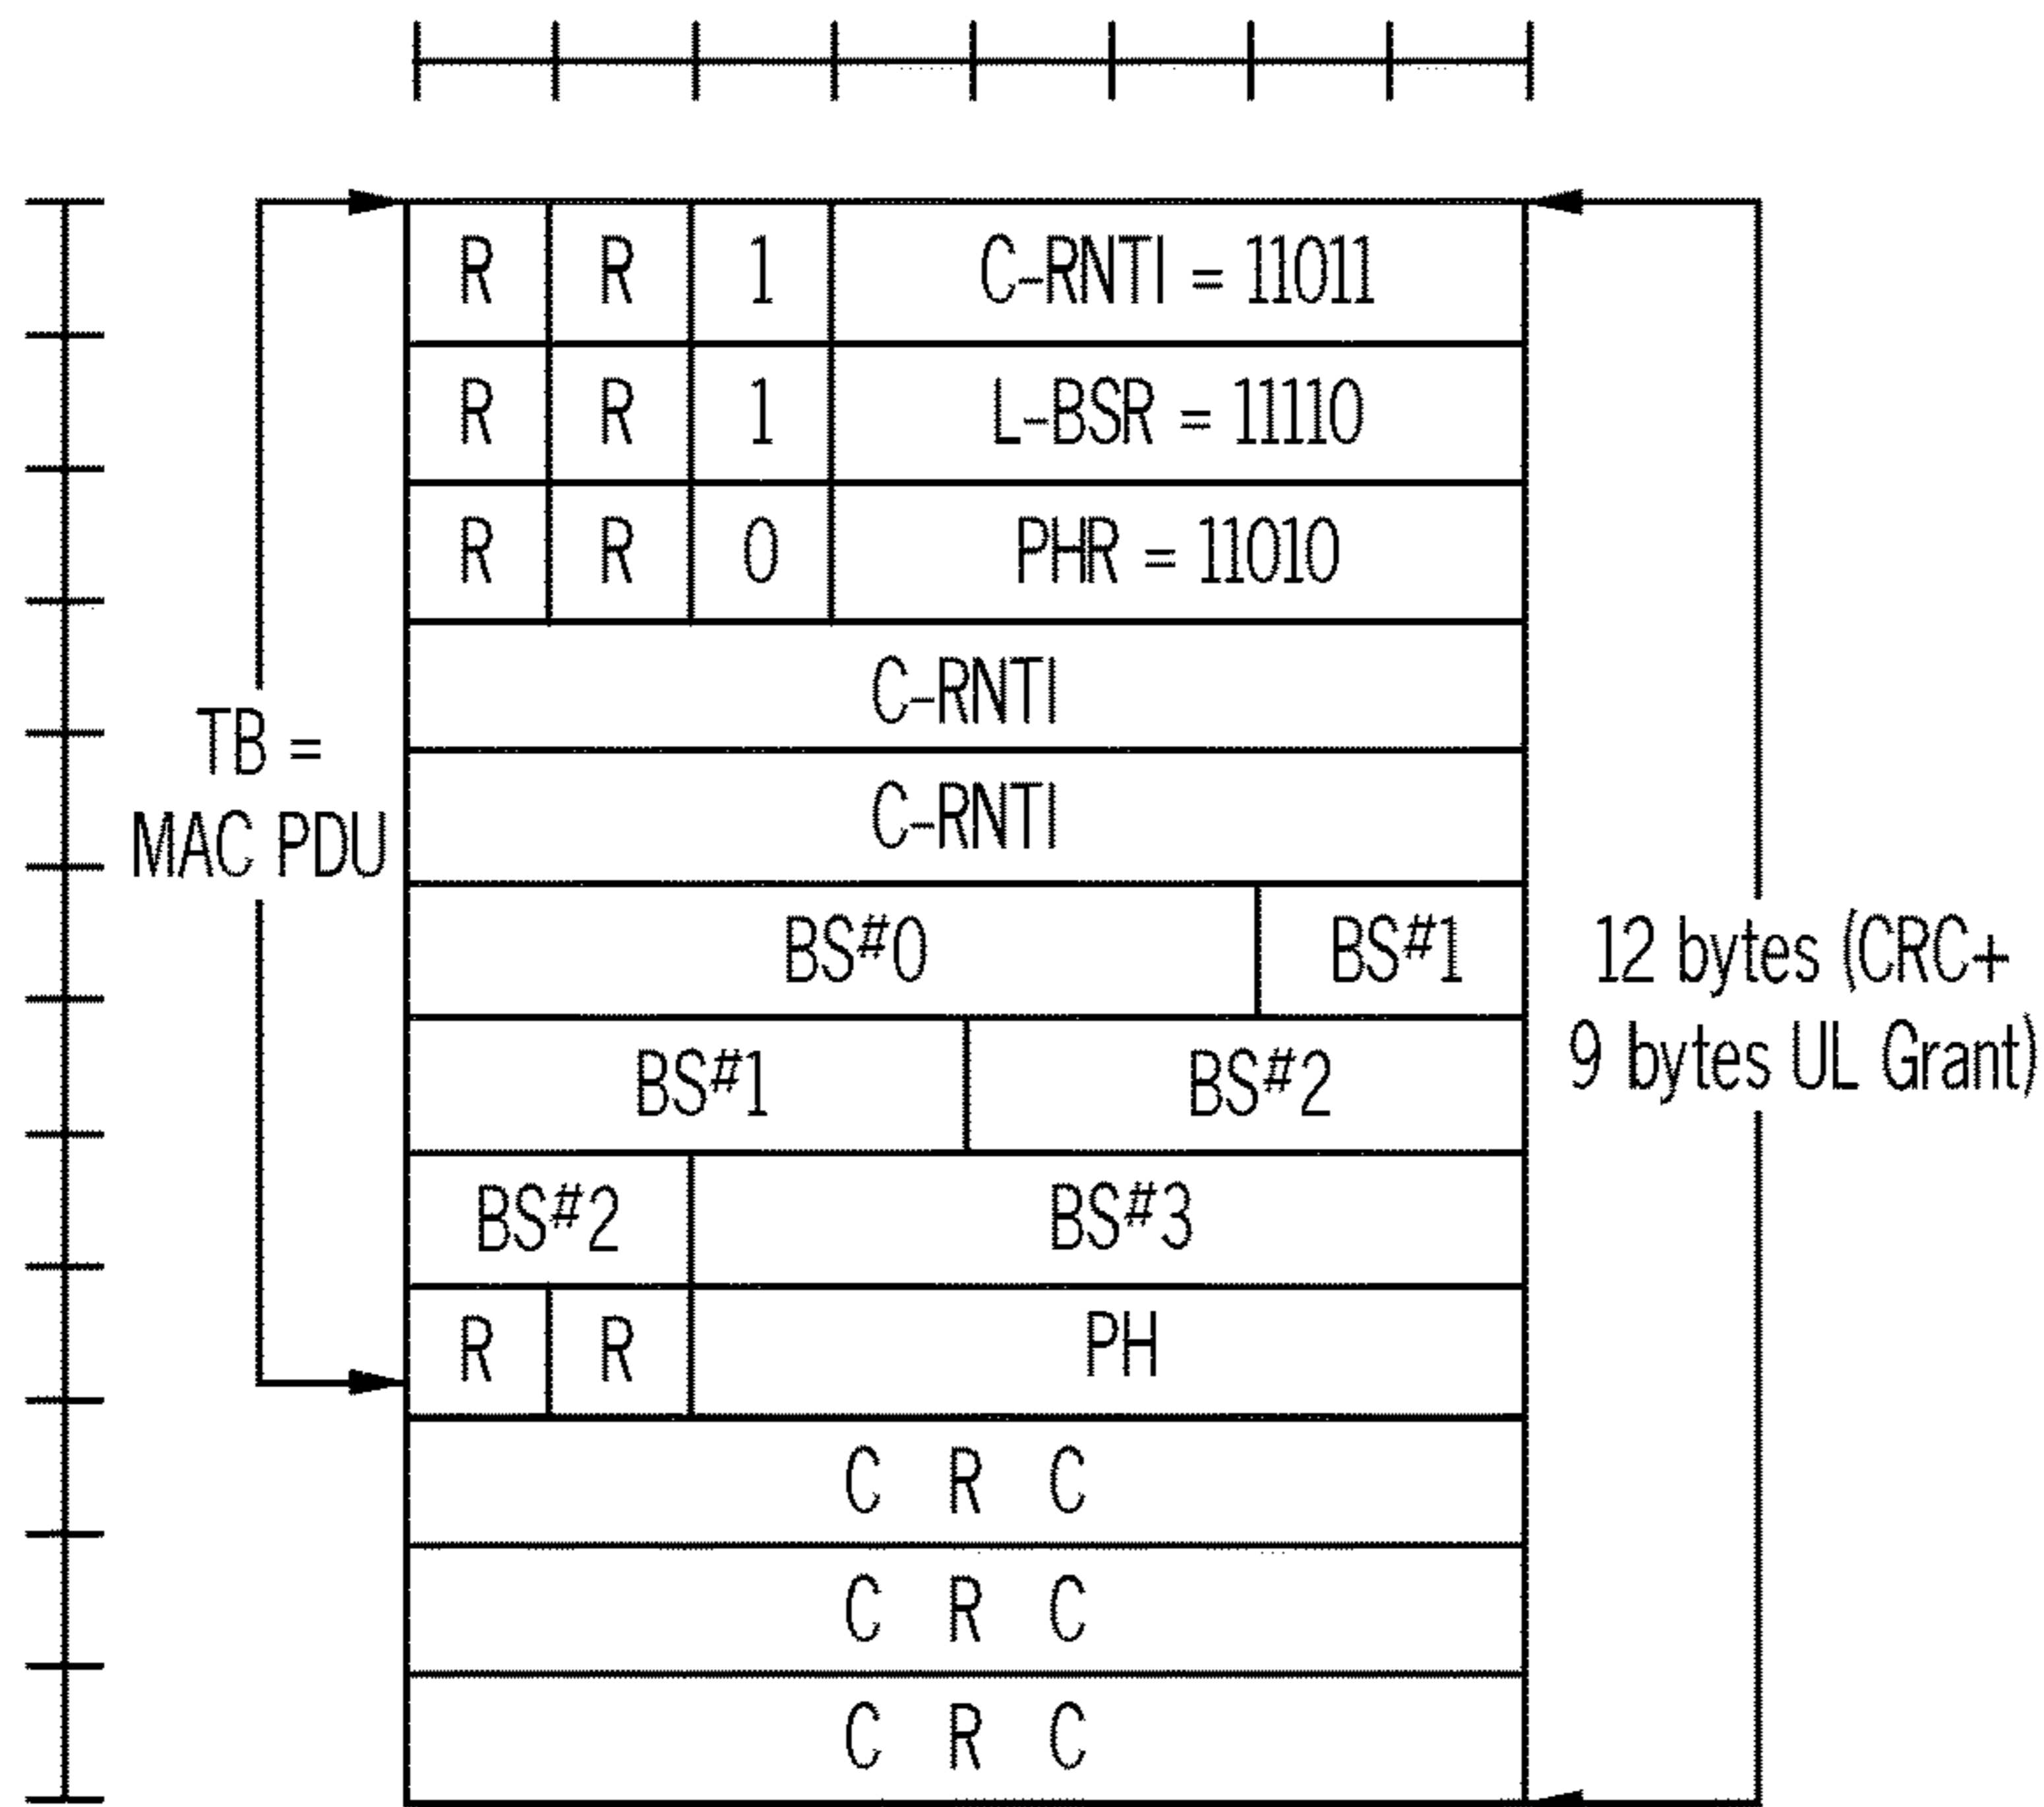 R R 1 C-RNTI = 11011
R R 1 L-BSR = 11110
R R 0 PHR = 11010
C-RNTI
TB =
MAC PDU
C-RNTI
BS#0 BS#1
12 bytes (CRC+
9 bytes UL Grant)
BS#1 BS#2
BS#2 BS#3
R R PH
C R C
C R C
C R C